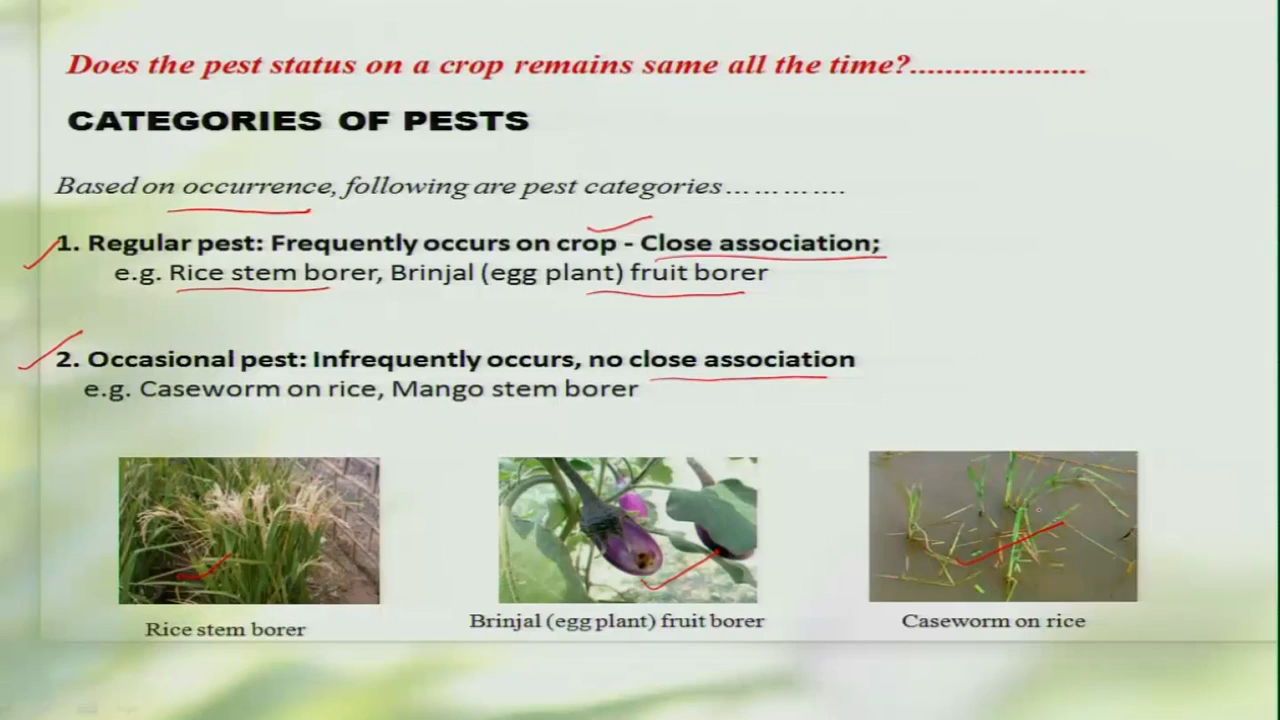 Does the pest status on a crop remains same all the time?....................
CATEGORIES OF PESTS
Based on occurrence, following are pest categories………….
1. Regular pest: Frequently occurs on crop - Close association;
e.g. Rice stem borer, Brinjal (egg plant) fruit borer
2. Occasional pest: Infrequently occurs, no close association
e.g. Caseworm on rice, Mango stem borer
Rice stem borer
Brinjal (egg plant) fruit borer
Caseworm on rice